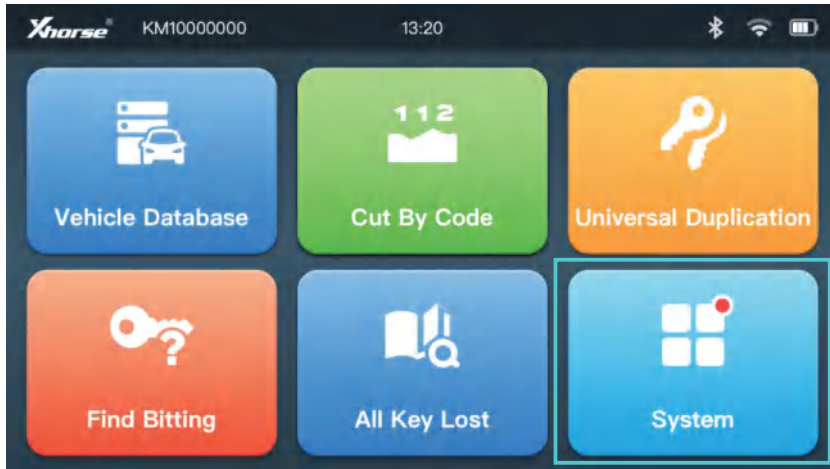 Xhorse® KM10000000 13:20
112
Vehicle Database Cut By Code Universal Duplication
?
Find Bitting All Key Lost System